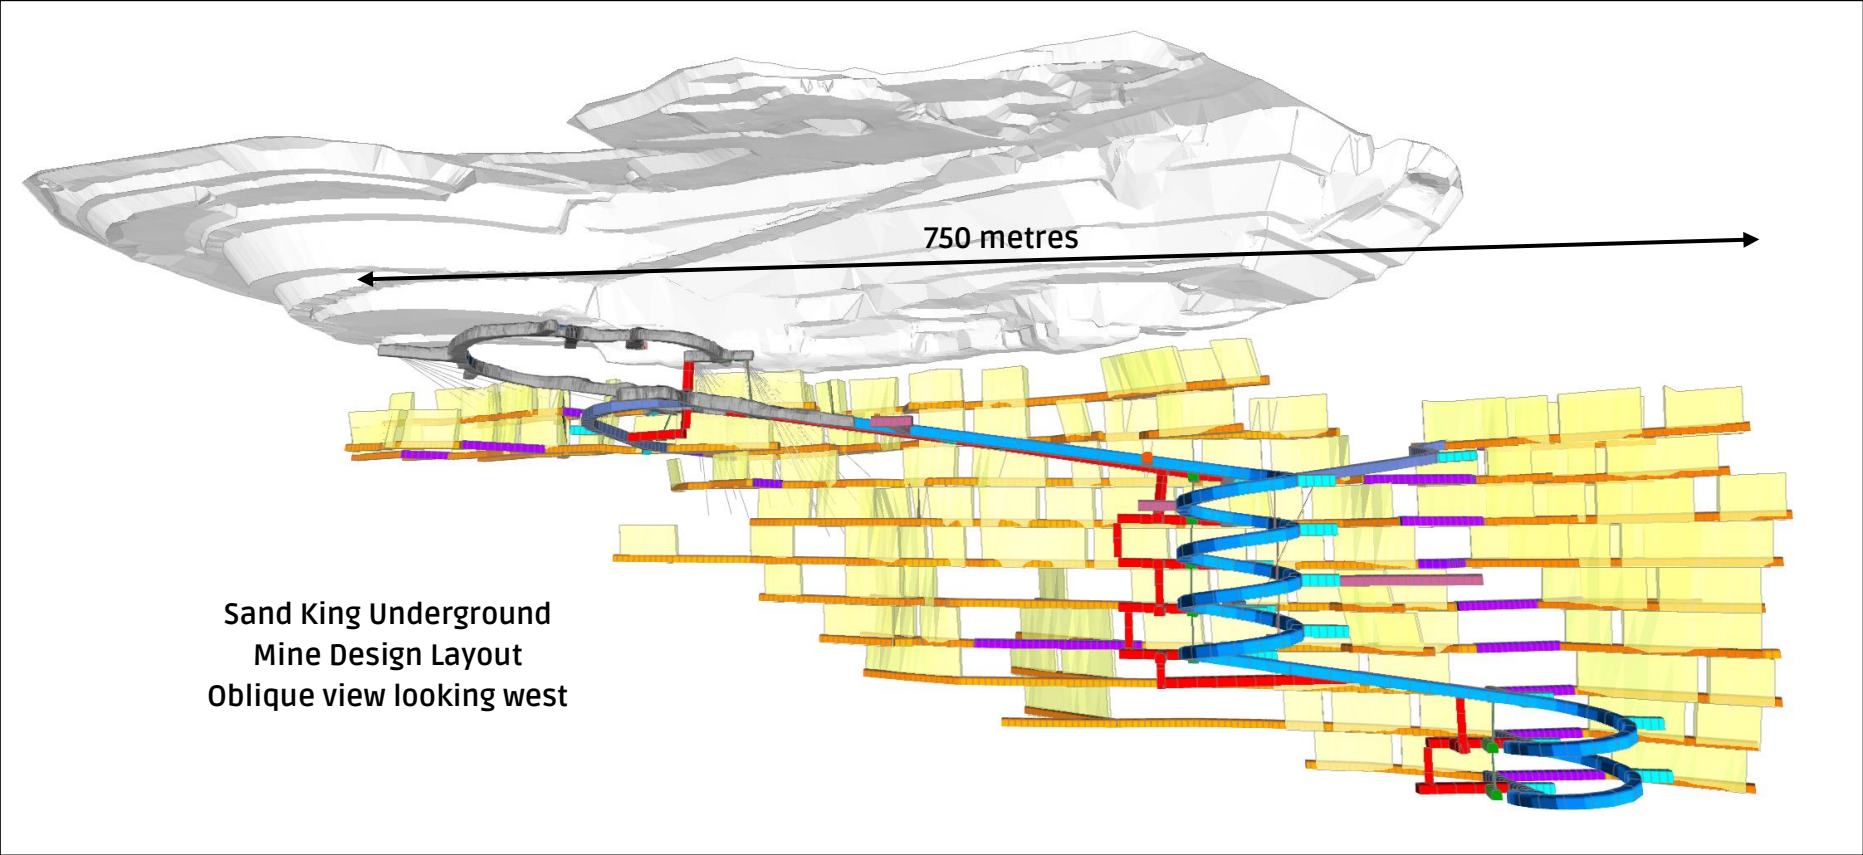 750 metres
Sand King Underground
Mine Design Layout
Oblique view looking west